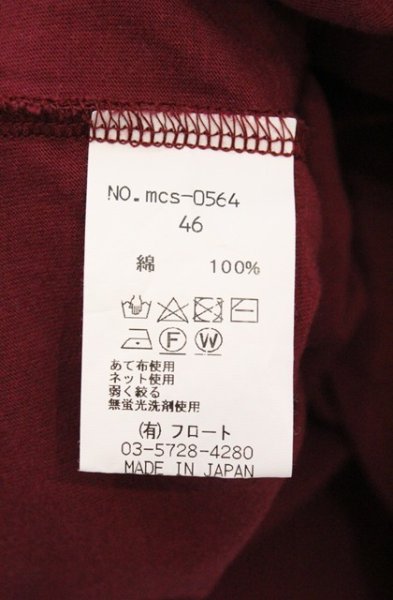 NO.mcs-0564
46
綿 100%
F W
あて布使用
ネット使用
弱く絞る
無蛍光洗剤使用
(有) フロート
03-5728-4280
MADE IN JAPAN